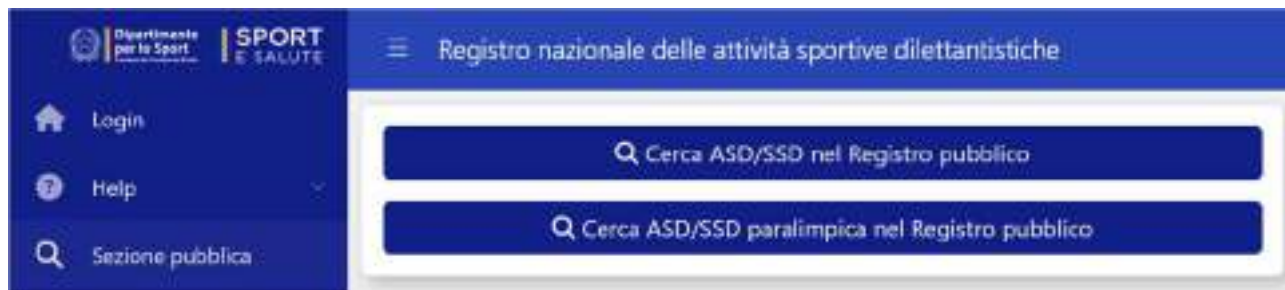 Dipartimento
per lo Sport
SPORT
E SALUTE
Registro nazionale delle attività sportive dilettantistiche
Login
Help
Sezione pubblica
Cerca ASD/SSD nel Registro pubblico
Cerca ASD/SSD paralimpica nel Registro pubblico